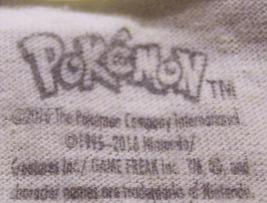 POKÉMON TM
©2016 The Pokémon Company International.
©1995-2016 Nintendo/
Creatures Inc./ GAME FREAK inc. TM, ®, and
character names are trademarks of Nintendo.